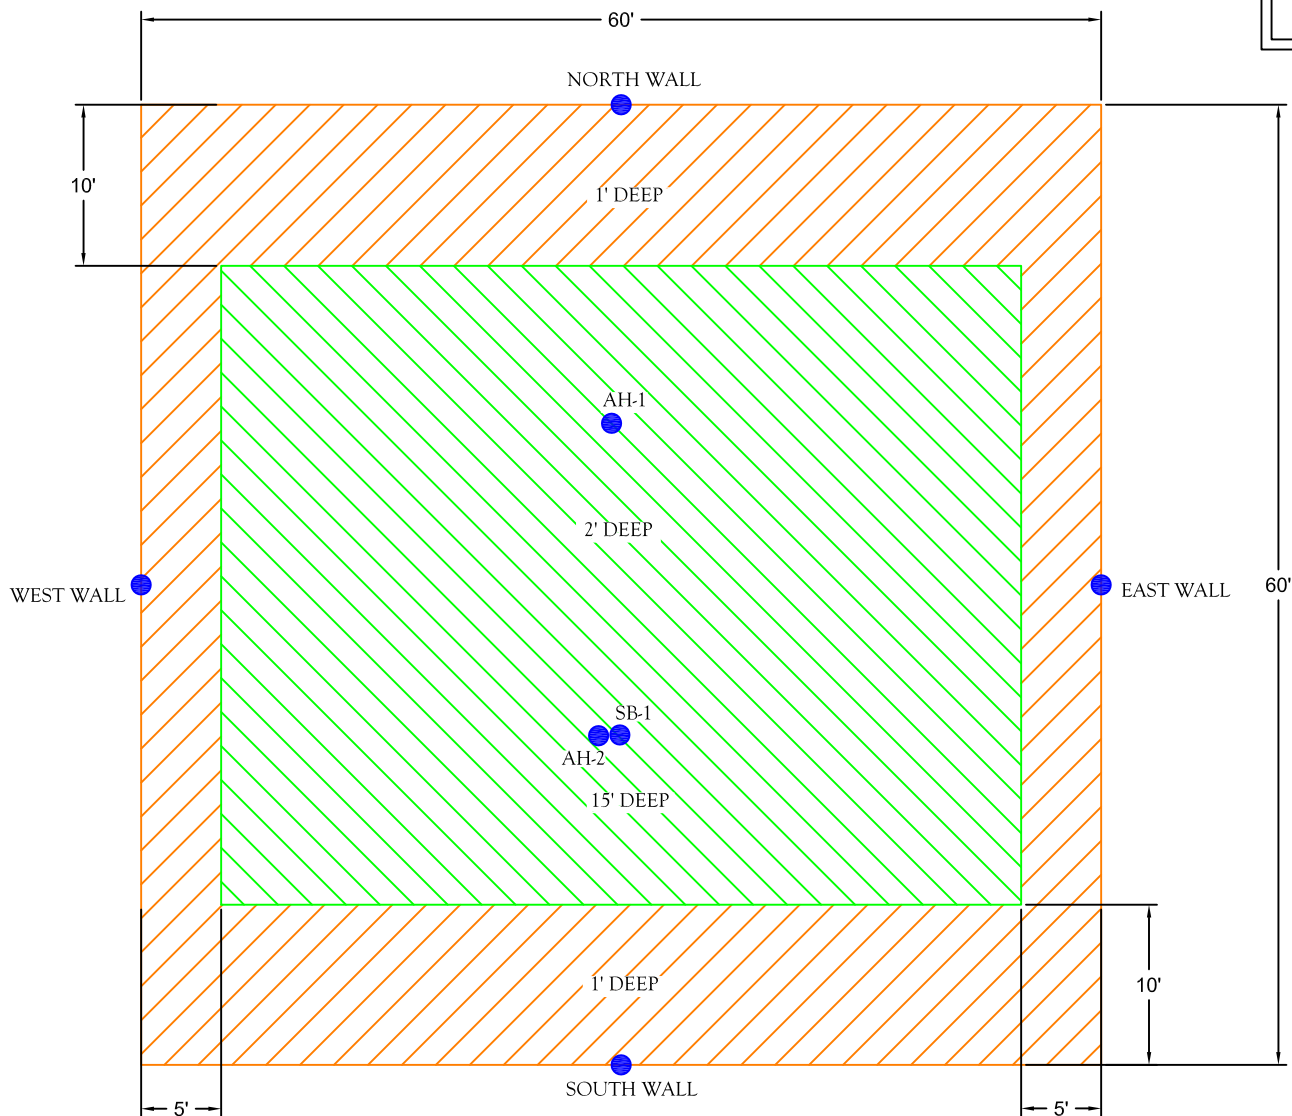 60'
NORTH WALL
10'
1' DEEP
AH-1
2' DEEP
WEST WALL
EAST WALL
60'
SB-1
AH-2
15' DEEP
1' DEEP
10'
SOUTH WALL
5'
5'